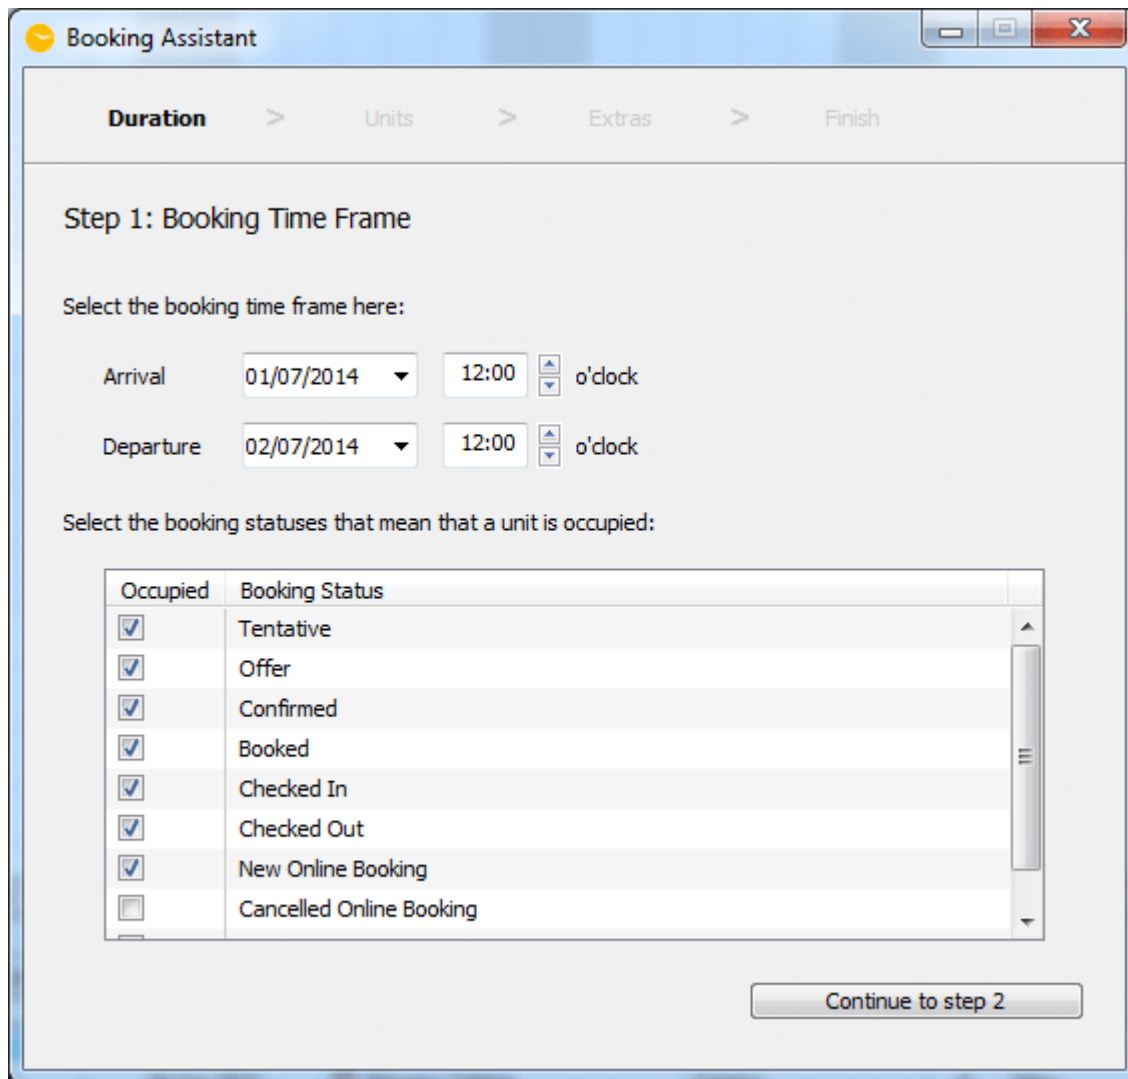 Booking Assistant
Duration > Units > Extras > Finish
Step 1: Booking Time Frame
Select the booking time frame here:
Arrival 01/07/2014 12:00 o'clock
Departure 02/07/2014 12:00 o'clock
Select the booking statuses that mean that a unit is occupied:
Occupied Booking Status
Tentative
Offer
Confirmed
Booked
Checked In
Checked Out
New Online Booking
Cancelled Online Booking
Continue to step 2